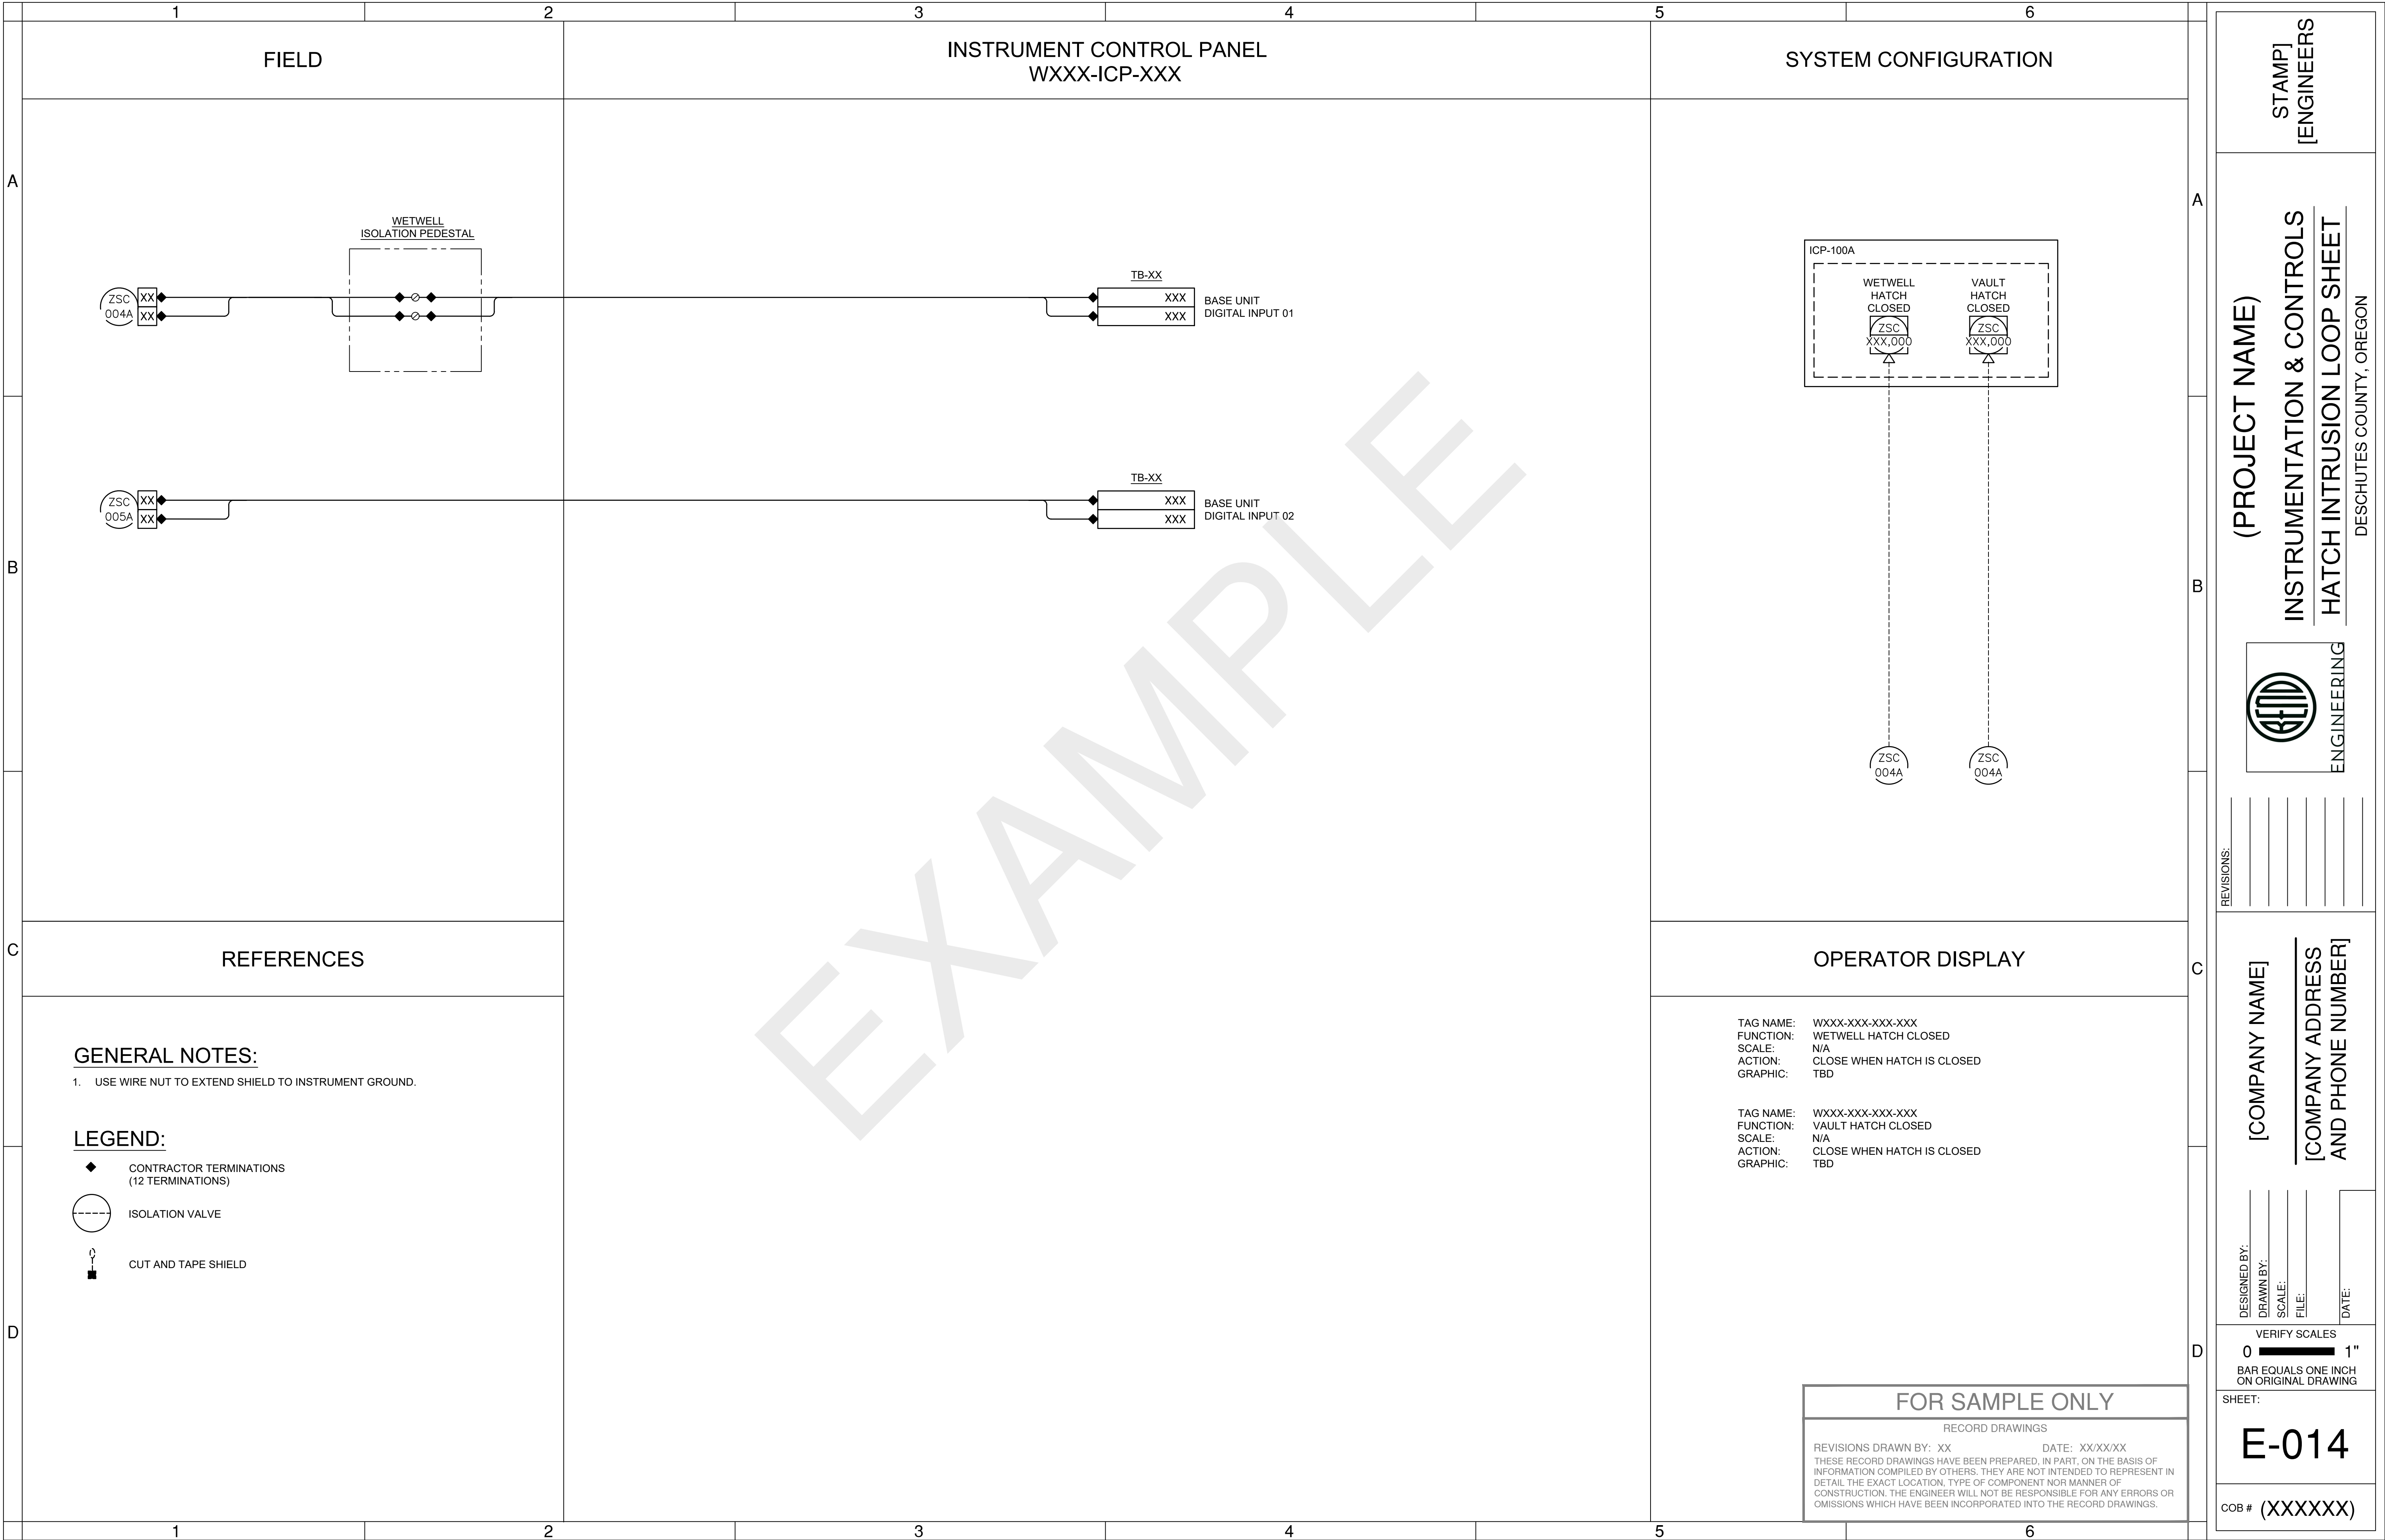 1 2 3 4 5 6
FIELD
INSTRUMENT CONTROL PANEL
WXXX-ICP-XXX
SYSTEM CONFIGURATION
A
B
C
D
WETWELL
ISOLATION PEDESTAL
ZSC
004A
XX
XX
TB-XX
XXX
XXX
BASE UNIT
DIGITAL INPUT 01
ZSC
005A
XX
XX
TB-XX
XXX
XXX
BASE UNIT
DIGITAL INPUT 02
EXAMPLE
ICP-100A
WETWELL
HATCH
CLOSED
ZSC
XXX,000
VAULT
HATCH
CLOSED
ZSC
XXX,000
ZSC
004A
ZSC
004A
REFERENCES
GENERAL NOTES:
1. USE WIRE NUT TO EXTEND SHIELD TO INSTRUMENT GROUND.
LEGEND:
CONTRACTOR TERMINATIONS
(12 TERMINATIONS)
ISOLATION VALVE
CUT AND TAPE SHIELD
OPERATOR DISPLAY
TAG NAME: WXXX-XXX-XXX-XXX
FUNCTION: WETWELL HATCH CLOSED
SCALE: N/A
ACTION: CLOSE WHEN HATCH IS CLOSED
GRAPHIC: TBD
TAG NAME: WXXX-XXX-XXX-XXX
FUNCTION: VAULT HATCH CLOSED
SCALE: N/A
ACTION: CLOSE WHEN HATCH IS CLOSED
GRAPHIC: TBD
FOR SAMPLE ONLY
RECORD DRAWINGS
REVISIONS DRAWN BY: XX DATE: XX/XX/XX
THESE RECORD DRAWINGS HAVE BEEN PREPARED, IN PART, ON THE BASIS OF
INFORMATION COMPILED BY OTHERS. THEY ARE NOT INTENDED TO REPRESENT IN
DETAIL THE EXACT LOCATION, TYPE OF COMPONENT NOR MANNER OF
CONSTRUCTION. THE ENGINEER WILL NOT BE RESPONSIBLE FOR ANY ERRORS OR
OMISSIONS WHICH HAVE BEEN INCORPORATED INTO THE RECORD DRAWINGS.
A
B
C
D
1 2 3 4 5 6
STAMP]
[ENGINEERS
(PROJECT NAME)
INSTRUMENTATION & CONTROLS
HATCH INTRUSION LOOP SHEET
DESCHUTES COUNTY, OREGON
BEND
ENGINEERING
REVISIONS:
[COMPANY NAME]
[COMPANY ADDRESS
AND PHONE NUMBER]
DESIGNED BY:
DRAWN BY:
SCALE:
FILE:
DATE:
VERIFY SCALES
0 1"
BAR EQUALS ONE INCH
ON ORIGINAL DRAWING
SHEET:
E-014
COB # (XXXXXX)